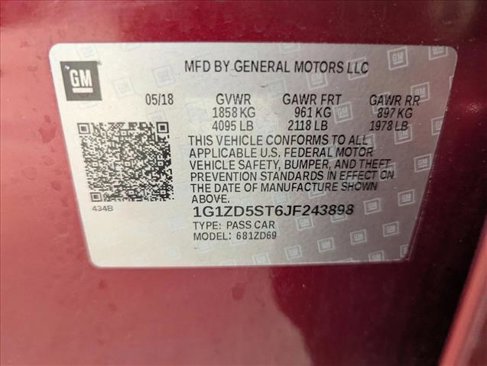 GM
MFD BY GENERAL MOTORS LLC
05/18 GVWR GAWR FRT GAWR RR
1858 KG 961 KG 897 KG
4095 LB 2118 LB 1978 LB
THIS VEHICLE CONFORMS TO ALL
APPLICABLE U.S. FEDERAL MOTOR
VEHICLE SAFETY, BUMPER, AND THEFT
PREVENTION STANDARDS IN EFFECT ON
THE DATE OF MANUFACTURE SHOWN
ABOVE.
434B
1G1ZD5ST6JF243898
TYPE: PASS CAR
MODEL: 681ZD69